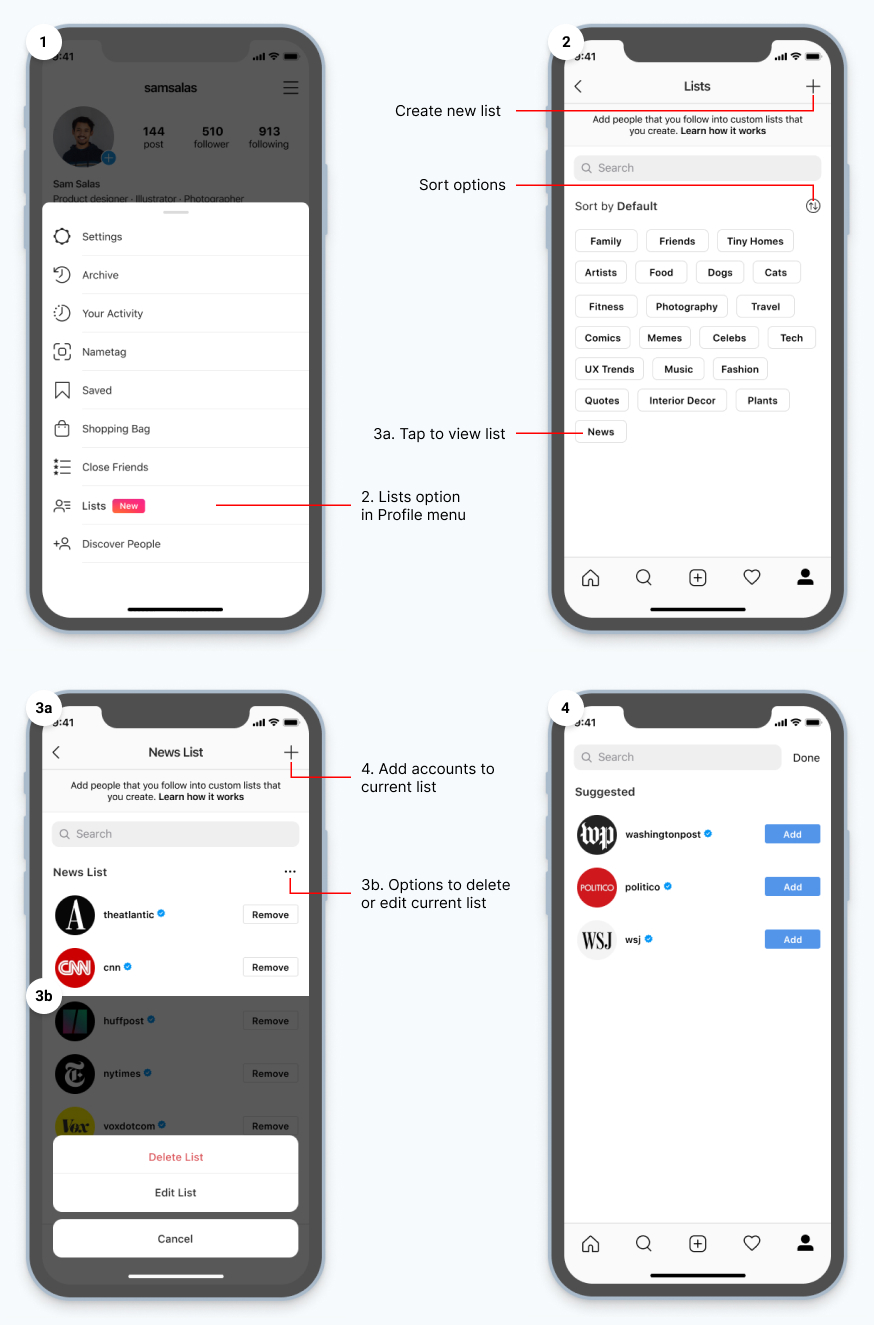 1
9:41
samsalas
144
510
913
post
follower
following
Sam Salas
Product designer · Illustrator · Photographer
Settings
Archive
Your Activity
Nametag
Saved
Shopping Bag
Close Friends
Lists New
Discover People
Create new list
Sort options
3a. Tap to view list
2. Lists option
in Profile menu
2
9:41
Lists
Add people that you follow into custom lists that
you create. Learn how it works
Search
Sort by Default
Family Friends Tiny Homes
Artists Food Dogs Cats
Fitness Photography Travel
Comics Memes Celebs Tech
UX Trends Music Fashion
Quotes Interior Decor Plants
News
3a
9:41
News List
Add people that you follow into custom lists that
you create. Learn how it works
Search
News List
A
theatlantic Remove
CNN
cnn Remove
3b
huffpost Remove
nytimes Remove
Vox
voxdotcom Remove
Delete List
Edit List
Cancel
4. Add accounts to
current list
3b. Options to delete
or edit current list
4
9:41
Search Done
Suggested
wp
washingtonpost Add
POLITICO
politico Add
WSJ
wsj Add